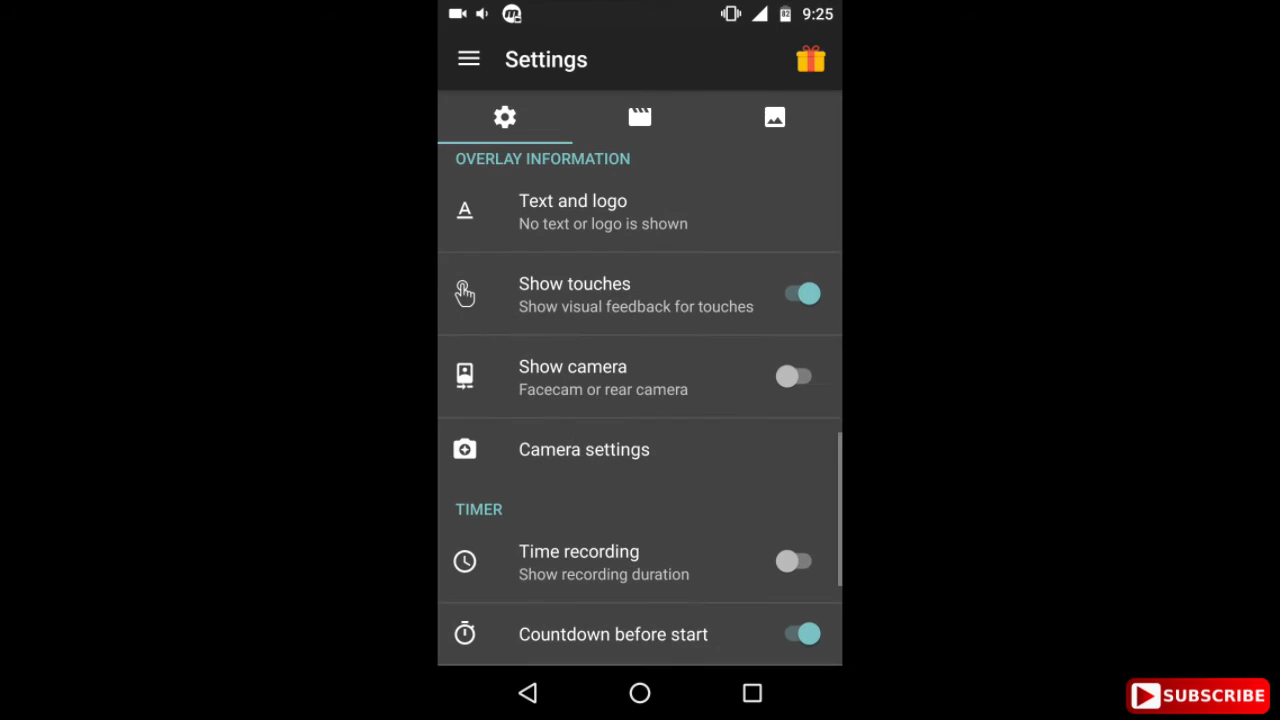 9:25
Settings
OVERLAY INFORMATION
Text and logo
No text or logo is shown
Show touches
Show visual feedback for touches
Show camera
Facecam or rear camera
Camera settings
TIMER
Time recording
Show recording duration
Countdown before start
SUBSCRIBE